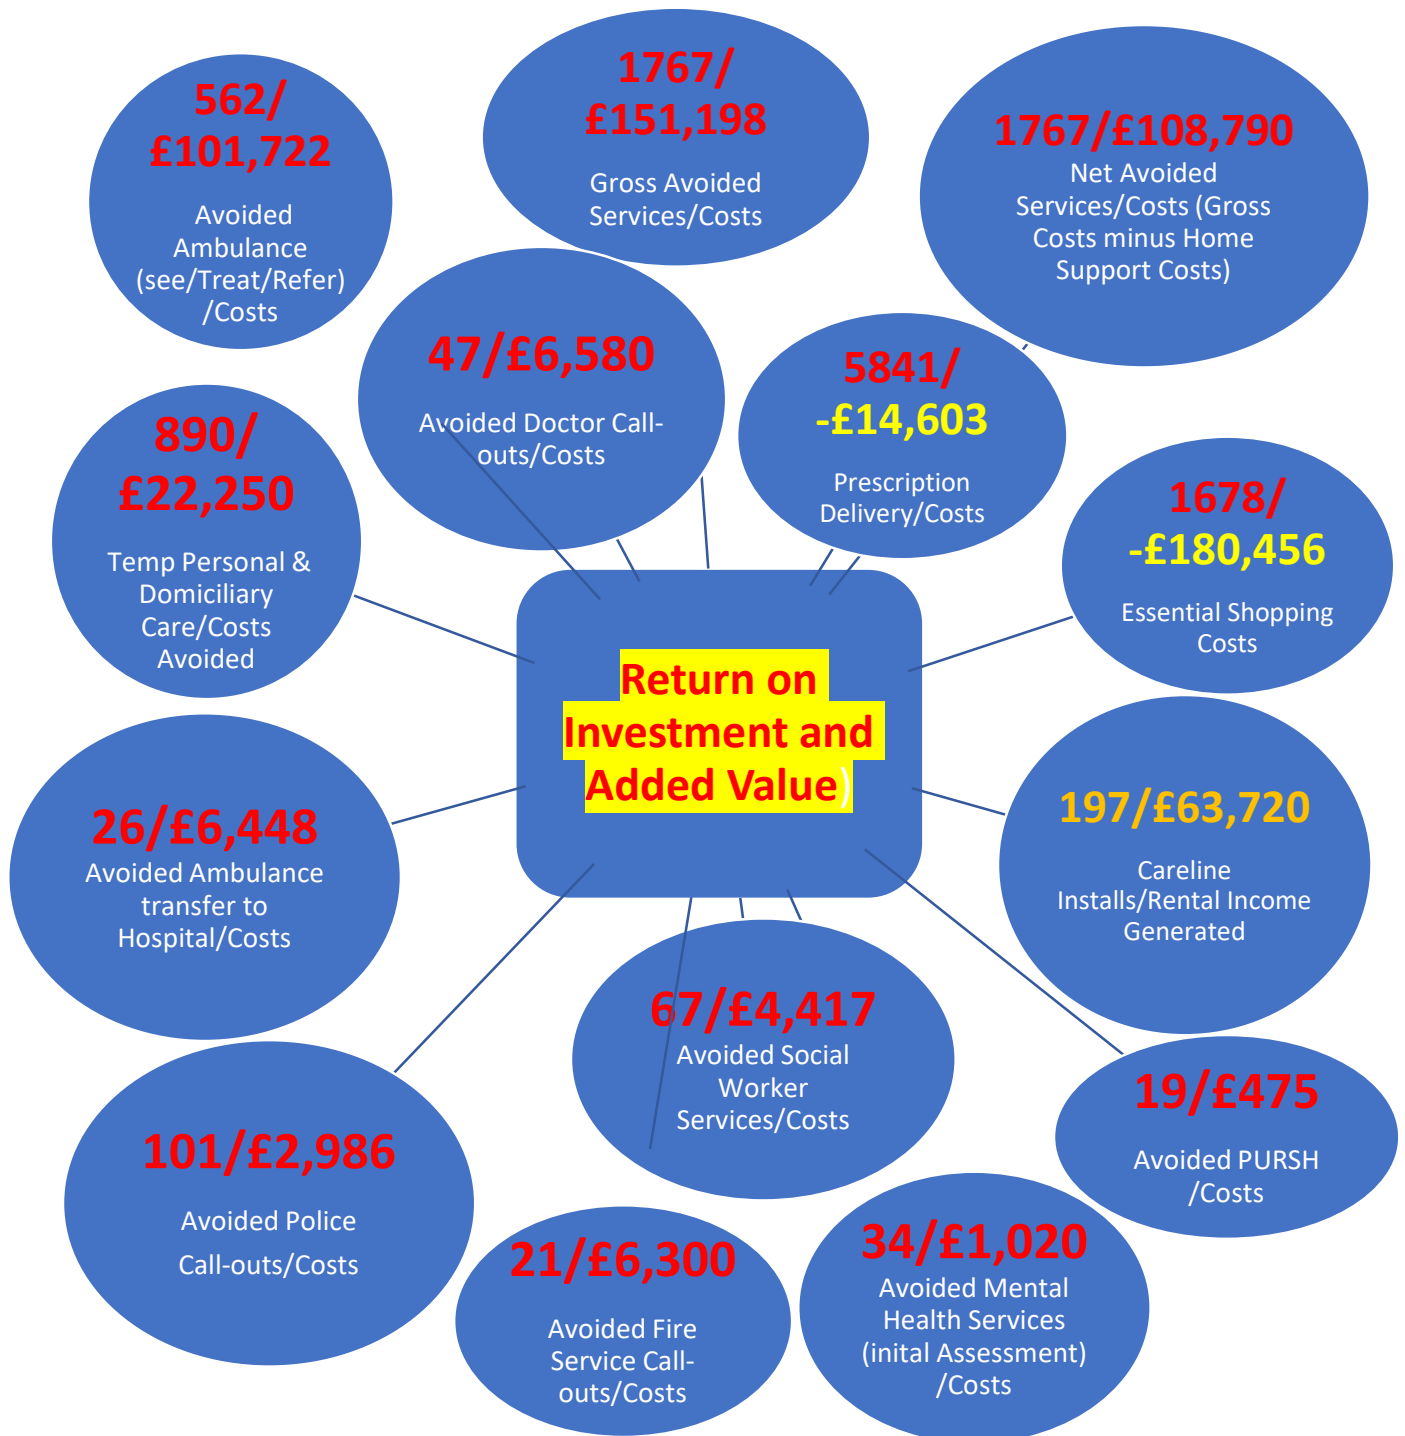 1767/
£151,198
Gross Avoided
Services/Costs
562/
£101,722
Avoided
Ambulance
(see/Treat/Refer)
/Costs
1767/£108,790
Net Avoided
Services/Costs (Gross
Costs minus Home
Support Costs)
47/£6,580
Avoided Doctor Call-
outs/Costs
5841/
-£14,603
Prescription
Delivery/Costs
890/
£22,250
Temp Personal &
Domiciliary
Care/Costs
Avoided
1678/
-£180,456
Essential Shopping
Costs
Return on
Investment and
Added Value)
26/£6,448
Avoided Ambulance
transfer to
Hospital/Costs
197/£63,720
Careline
Installs/Rental Income
Generated
67/£4,417
Avoided Social
Worker
Services/Costs
19/£475
Avoided PURSH
/Costs
101/£2,986
Avoided Police
Call-outs/Costs
21/£6,300
Avoided Fire
Service Call-
outs/Costs
34/£1,020
Avoided Mental
Health Services
(inital Assessment)
/Costs